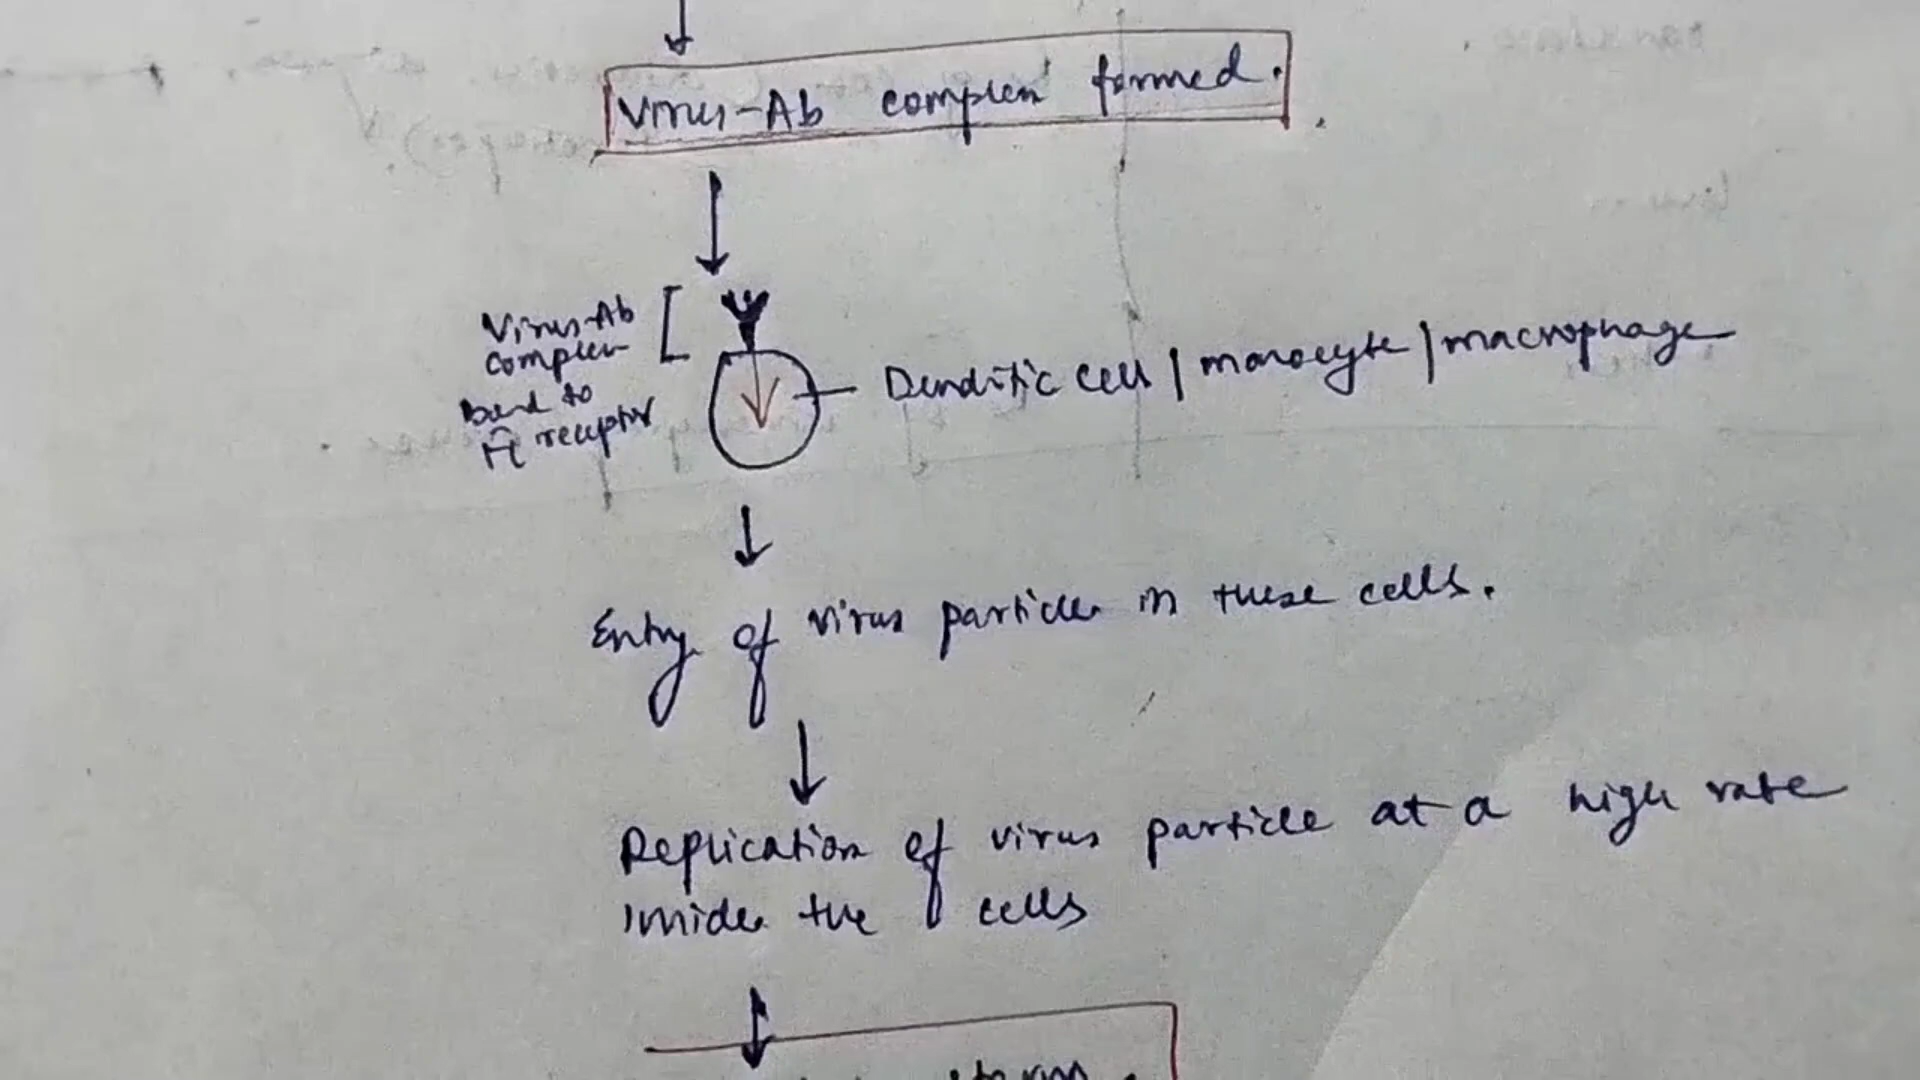 Virus-Ab complex formed.
Virus-Ab
complex
bind to
Fc receptor
Dendritic cell / monocyte / macrophage
Entry of virus particle in these cells.
Replication of virus particle at a high rate
inside the cells
storm.